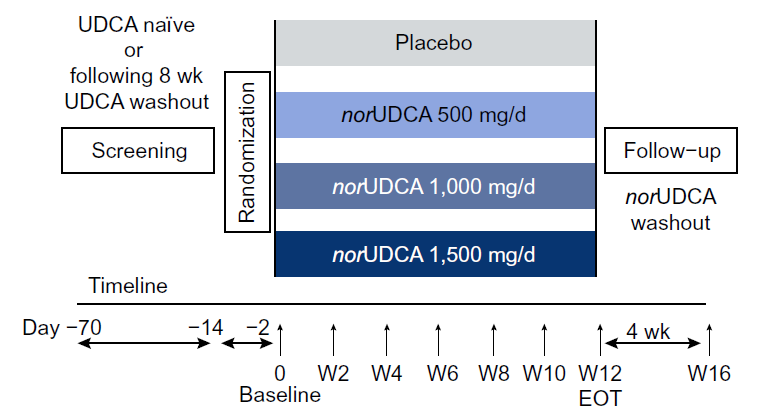 UDCA naïve
or
following 8 wk
UDCA washout
Screening
Randomization
Placebo
norUDCA 500 mg/d
norUDCA 1,000 mg/d
norUDCA 1,500 mg/d
Follow−up
norUDCA
washout
Timeline
Day −70 −14 −2 4 wk
0 W2 W4 W6 W8 W10 W12 W16
Baseline EOT